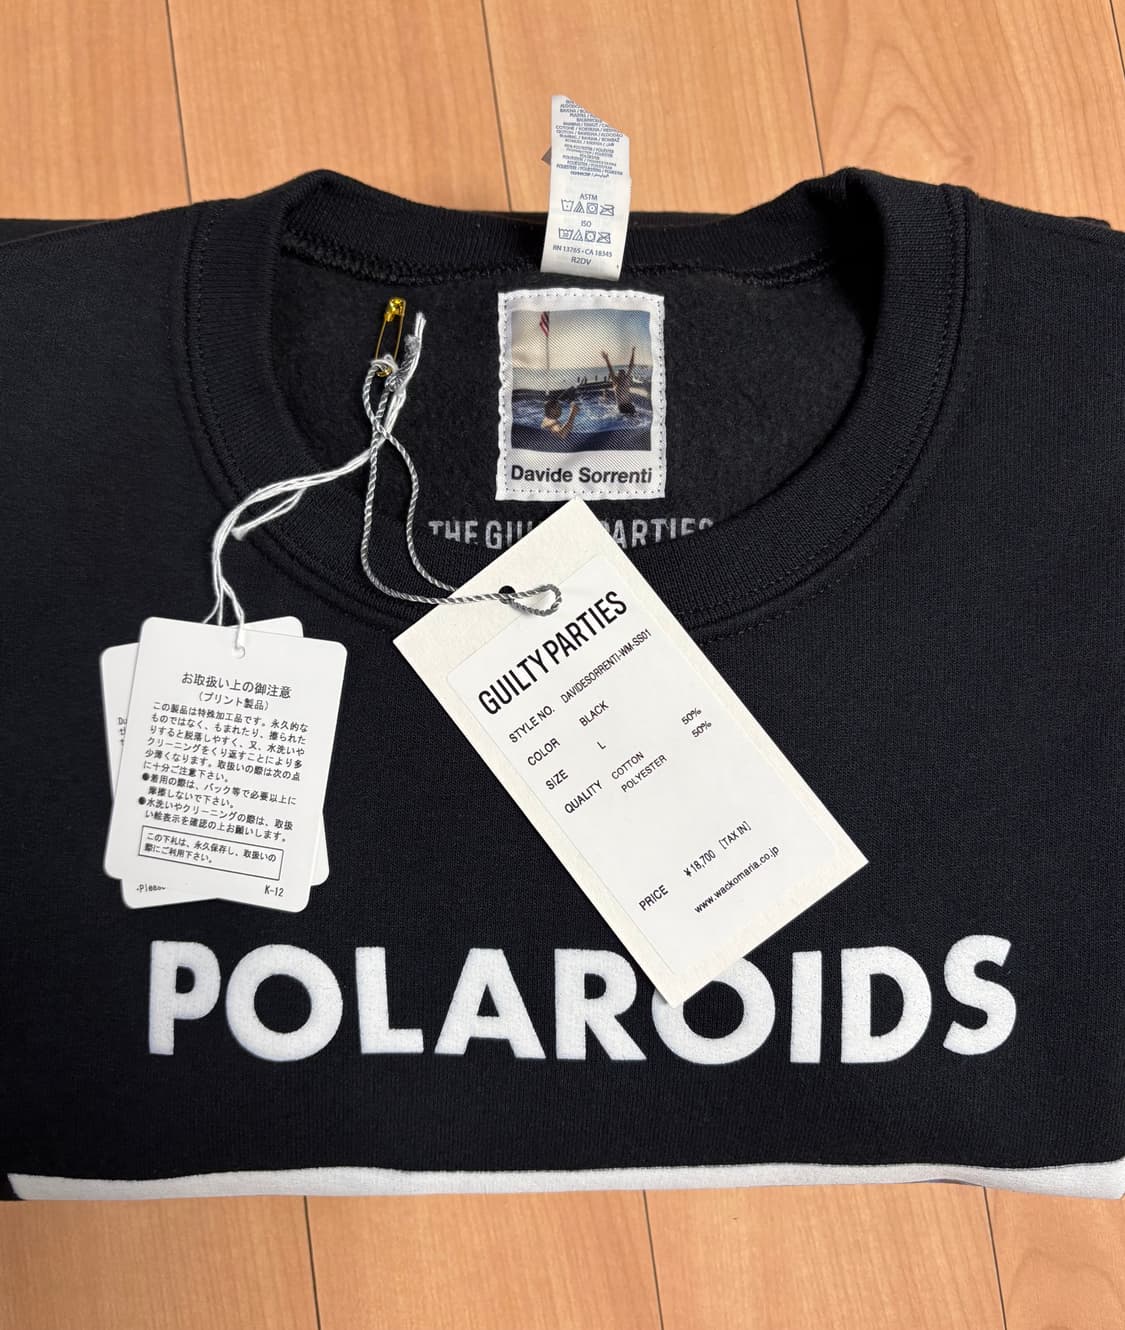 ASTM
ISO
RN 13765 • CA 18345
R2DV
Davide Sorrenti
THE GUI PARTIES
GUILTY PARTIES
STYLE NO. DAVIDESORRENTI-WM-SS01
COLOR BLACK
SIZE L
QUALITY COTTON 50%
POLYESTER 50%
PRICE ¥18,700 [TAX IN]
www.wackomaria.co.jp
お取扱い上の御注意
(プリント製品)
この製品は特殊加工品です。永久的な
ものではなく、もまれたり、擦られた
りすると脱落しやすく、又、水洗いや
クリーニングをくり返すことにより多
少薄くなります。取扱いの際は次の点
に十分ご注意下さい。
●着用の際は、バック等で必要以上に
摩擦しないで下さい。
●水洗いやクリーニングの際は、取扱
い絵表示を確認の上お願いします。
この下札は、永久保存し、取扱いの
際にご利用下さい。
K-12
POLAROIDS